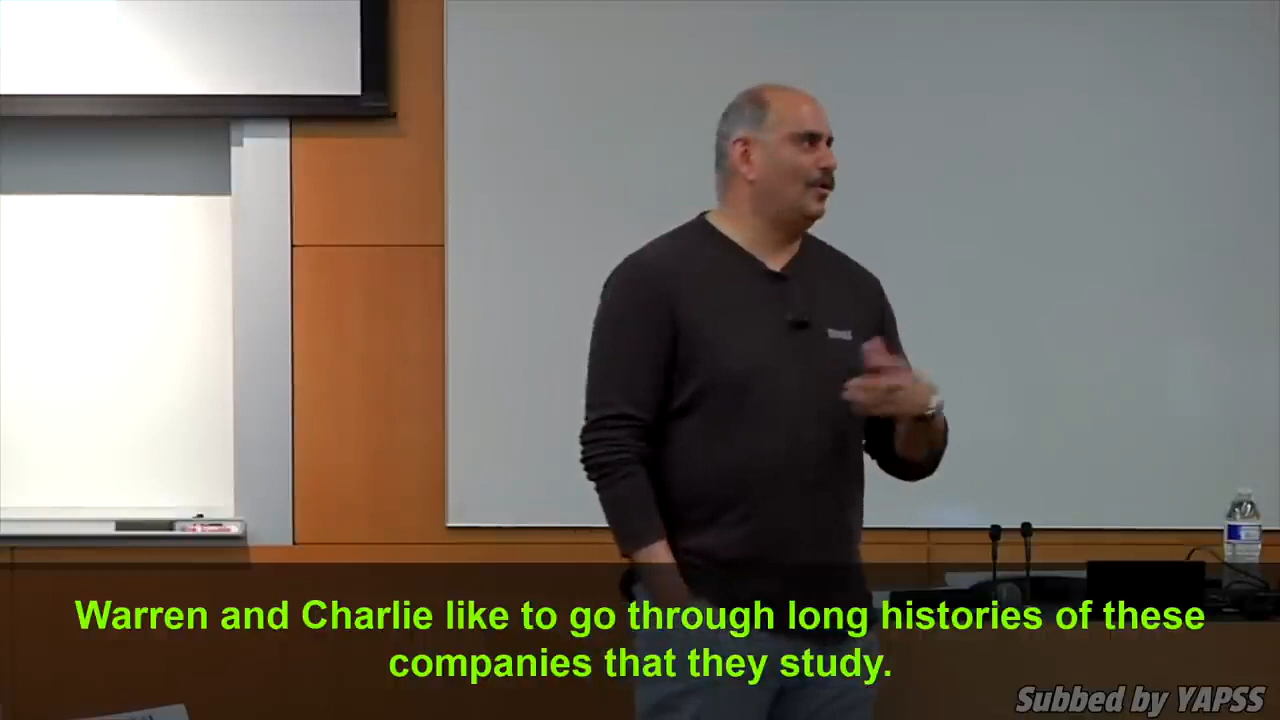 Warren and Charlie like to go through long histories of these
companies that they study.
Subbed by YAPSS